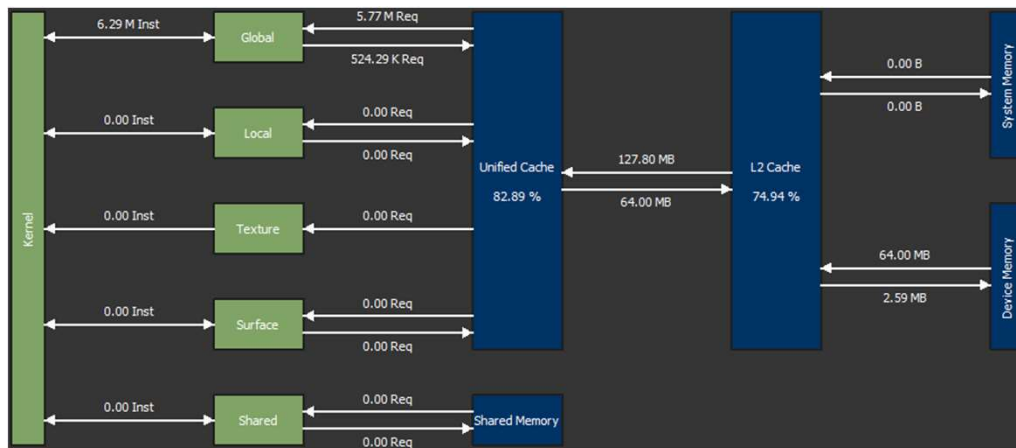 6.29 M Inst
Global
5.77 M Req
524.29 K Req
0.00 B
0.00 B
System Memory
0.00 Inst
Local
0.00 Req
0.00 Req
Kernel
Unified Cache
82.89 %
127.80 MB
64.00 MB
L2 Cache
74.94 %
0.00 Inst
Texture
0.00 Req
64.00 MB
2.59 MB
Device Memory
0.00 Inst
Surface
0.00 Req
0.00 Req
0.00 Inst
Shared
0.00 Req
0.00 Req
Shared Memory